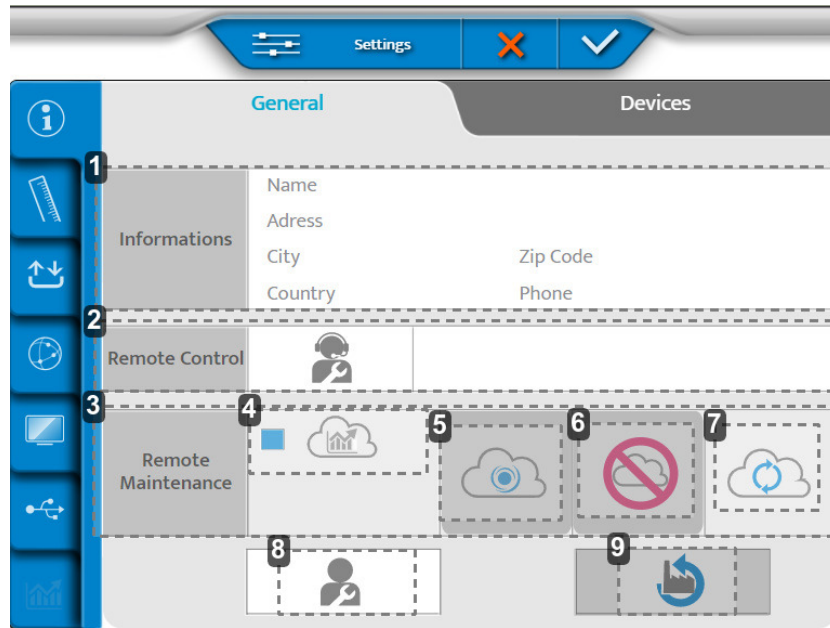 Settings
General
Devices
1
Informations
Name
Adress
City
Zip Code
Country
Phone
2
Remote Control
3
Remote
Maintenance
4
5
6
7
8
9